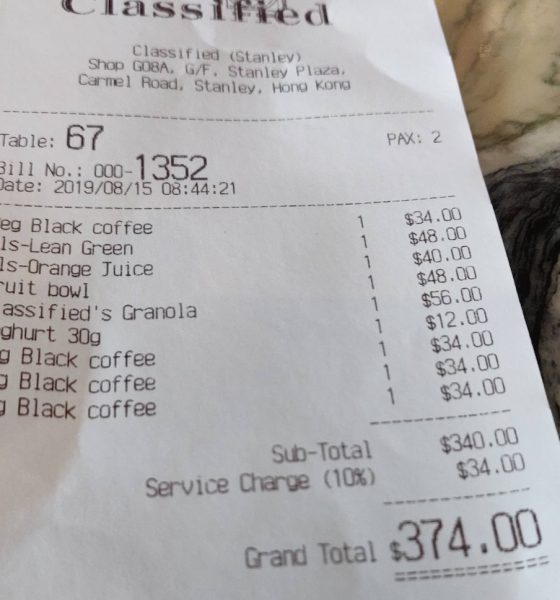 Classified
Classified (Stanley)
Shop G08A, G/F, Stanley Plaza,
Carmel Road, Stanley, Hong Kong
Table: 67 PAX: 2
Bill No.: 000-1352
Date: 2019/08/15 08:44:21
eg Black coffee 1 $34.00
ls-Lean Green 1 $48.00
ls-Orange Juice 1 $40.00
ruit bowl 1 $48.00
assified's Granola 1 $56.00
ghurt 30g 1 $12.00
g Black coffee 1 $34.00
g Black coffee 1 $34.00
g Black coffee 1 $34.00
Sub-Total $340.00
Service Charge (10%) $34.00
Grand Total $374.00